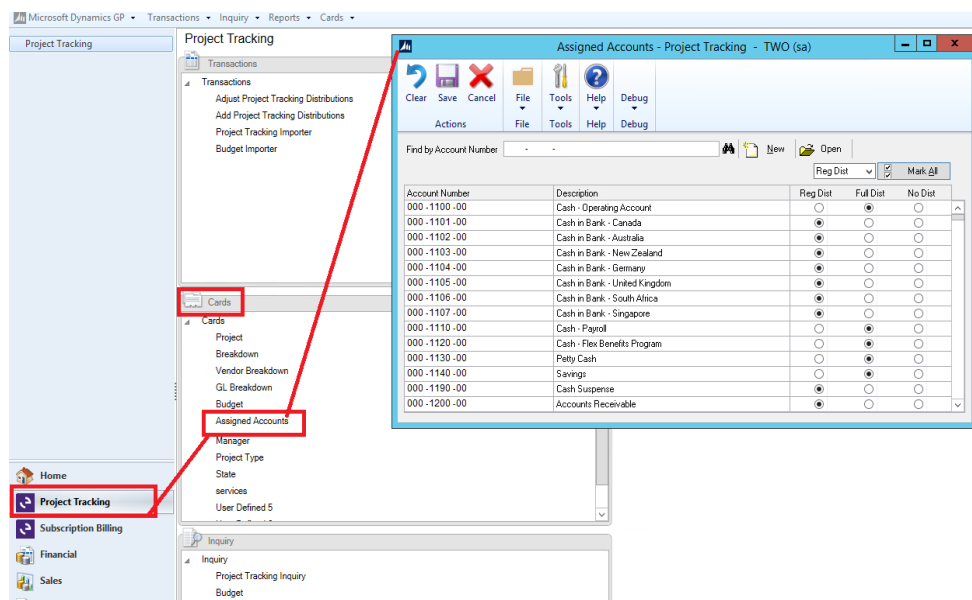 Microsoft Dynamics GP Transactions Inquiry Reports Cards
Project Tracking
Project Tracking
Transactions
Transactions
Adjust Project Tracking Distributions
Add Project Tracking Distributions
Project Tracking Importer
Budget Importer
Cards
Cards
Project
Breakdown
Vendor Breakdown
GL Breakdown
Budget
Assigned Accounts
Manager
Project Type
State
services
User Defined 5
Inquiry
Inquiry
Project Tracking Inquiry
Budget
Home
Project Tracking
Subscription Billing
Financial
Sales
Assigned Accounts - Project Tracking - TWO (sa)
Clear Save Cancel File Tools Help Debug
Actions File Tools Help Debug
Find by Account Number - - New Open
Reg Dist Mark All
Account Number Description Reg Dist Full Dist No Dist
000 -1100 -00 Cash - Operating Account
000 -1101 -00 Cash in Bank - Canada
000 -1102 -00 Cash in Bank - Australia
000 -1103 -00 Cash in Bank - New Zealand
000 -1104 -00 Cash in Bank - Germany
000 -1105 -00 Cash in Bank - United Kingdom
000 -1106 -00 Cash in Bank - South Africa
000 -1107 -00 Cash in Bank - Singapore
000 -1110 -00 Cash - Payroll
000 -1120 -00 Cash - Flex Benefits Program
000 -1130 -00 Petty Cash
000 -1140 -00 Savings
000 -1190 -00 Cash Suspense
000 -1200 -00 Accounts Receivable